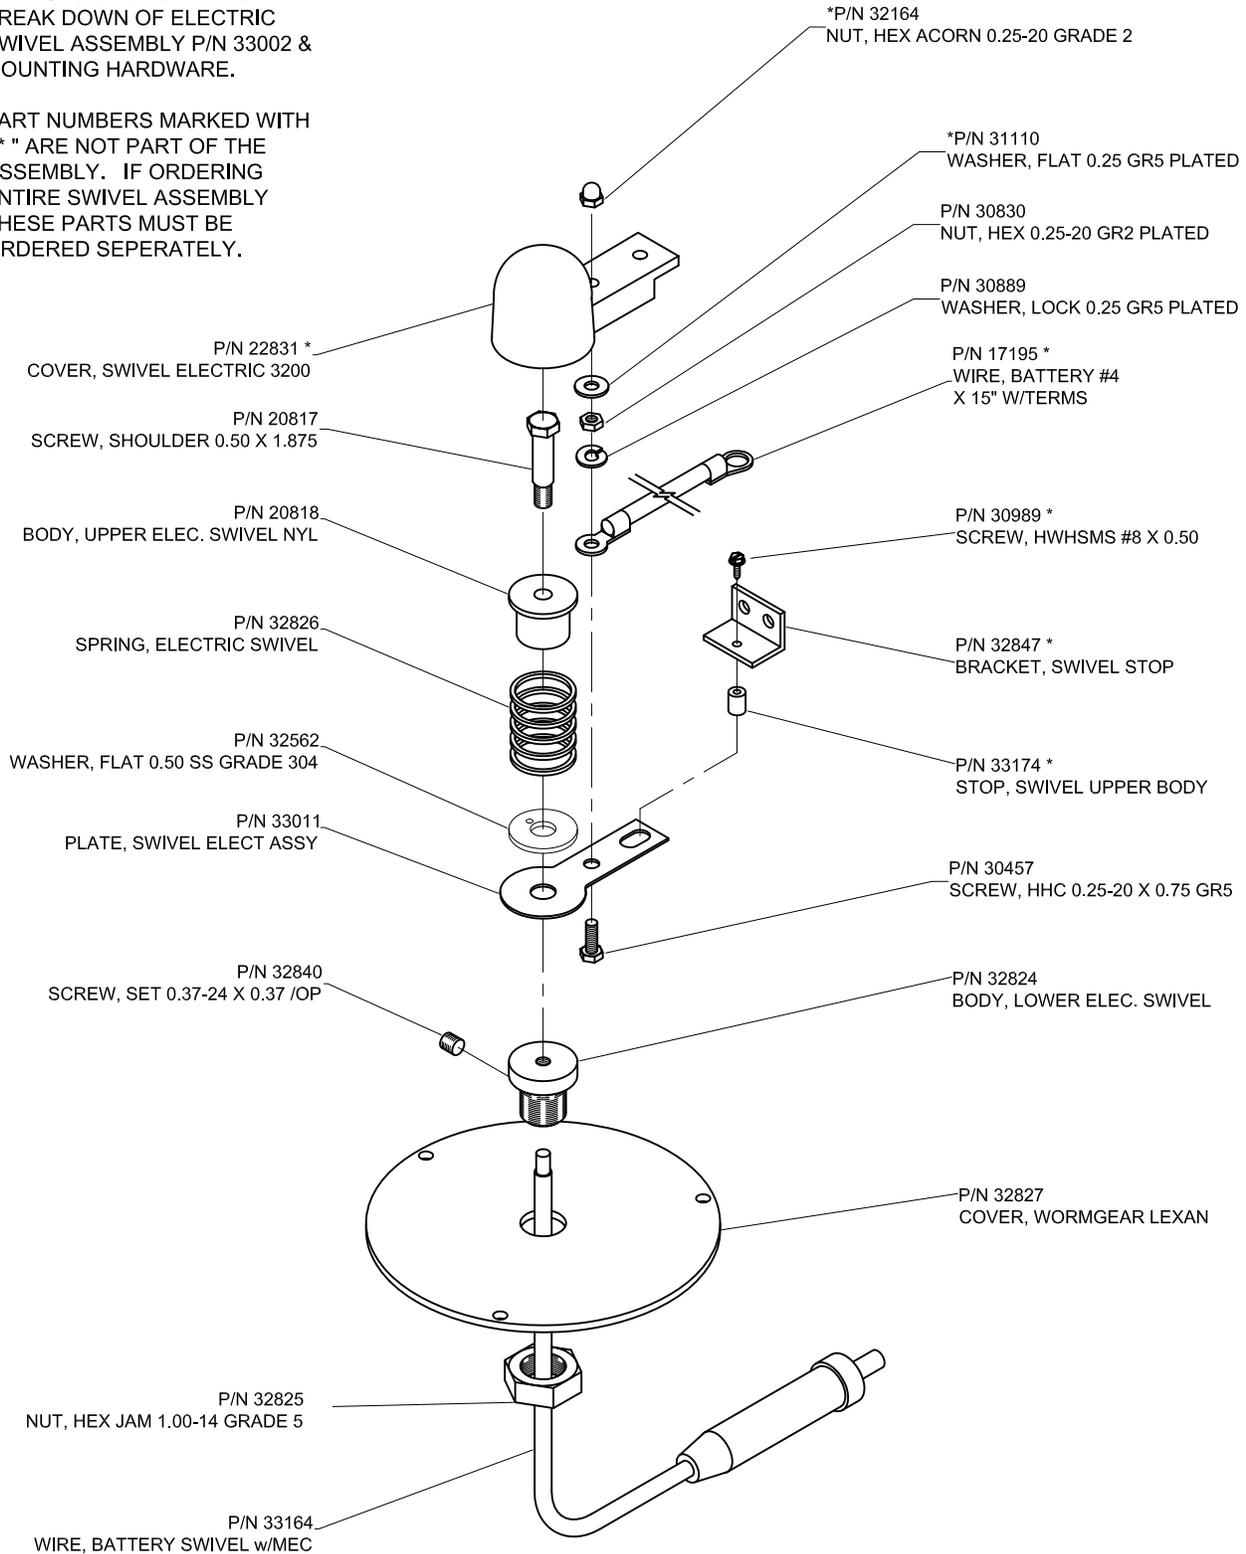 REAK DOWN OF ELECTRIC
WIVEL ASSEMBLY P/N 33002 &
OUNTING HARDWARE.
ART NUMBERS MARKED WITH
* " ARE NOT PART OF THE
SSEMBLY. IF ORDERING
NTIRE SWIVEL ASSEMBLY
HESE PARTS MUST BE
RDERED SEPERATELY.
*P/N 32164
NUT, HEX ACORN 0.25-20 GRADE 2
*P/N 31110
WASHER, FLAT 0.25 GR5 PLATED
P/N 30830
NUT, HEX 0.25-20 GR2 PLATED
P/N 30889
WASHER, LOCK 0.25 GR5 PLATED
P/N 22831 *
COVER, SWIVEL ELECTRIC 3200
P/N 17195 *
WIRE, BATTERY #4
X 15" W/TERMS
P/N 20817
SCREW, SHOULDER 0.50 X 1.875
P/N 20818
BODY, UPPER ELEC. SWIVEL NYL
P/N 30989 *
SCREW, HWHSMS #8 X 0.50
P/N 32826
SPRING, ELECTRIC SWIVEL
P/N 32847 *
BRACKET, SWIVEL STOP
P/N 32562
WASHER, FLAT 0.50 SS GRADE 304
P/N 33174 *
STOP, SWIVEL UPPER BODY
P/N 33011
PLATE, SWIVEL ELECT ASSY
P/N 30457
SCREW, HHC 0.25-20 X 0.75 GR5
P/N 32840
SCREW, SET 0.37-24 X 0.37 /OP
P/N 32824
BODY, LOWER ELEC. SWIVEL
P/N 32827
COVER, WORMGEAR LEXAN
P/N 32825
NUT, HEX JAM 1.00-14 GRADE 5
P/N 33164
WIRE, BATTERY SWIVEL w/MEC